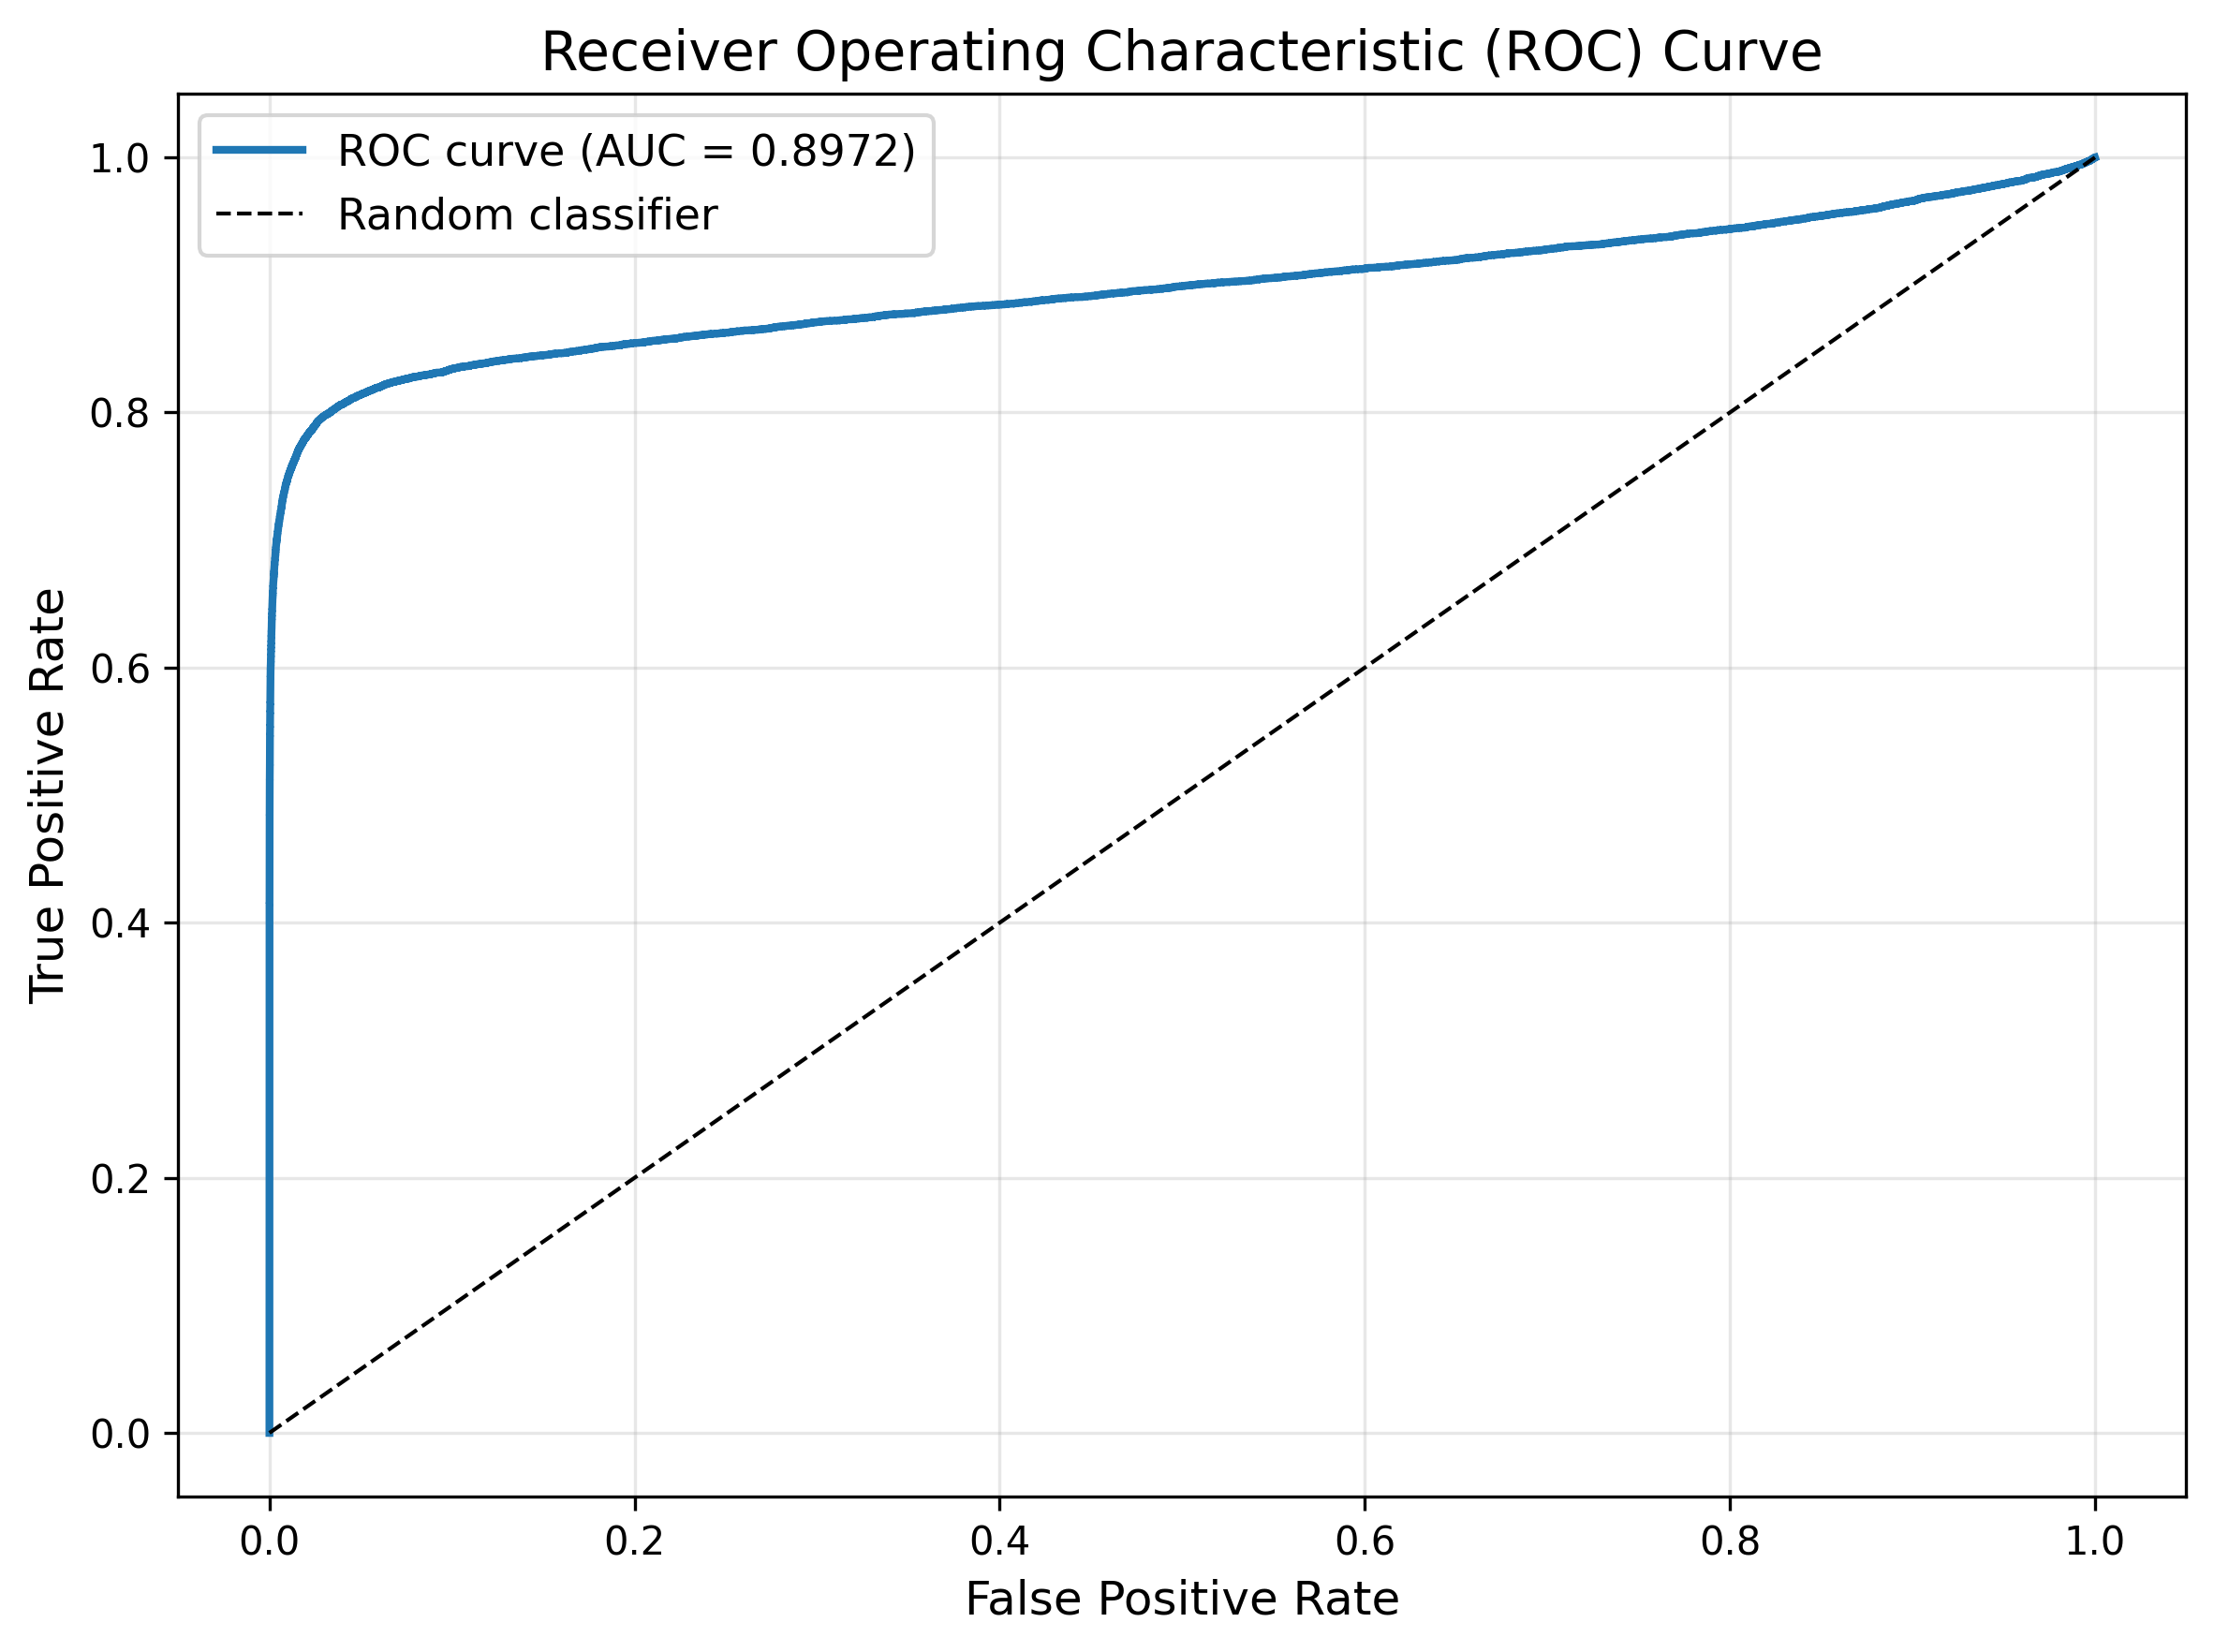 Receiver Operating Characteristic (ROC) Curve
ROC curve (AUC = 0.8972)
Random classifier
1.0
0.8
0.6
0.4
0.2
0.0
True Positive Rate
0.0 0.2 0.4 0.6 0.8 1.0
False Positive Rate